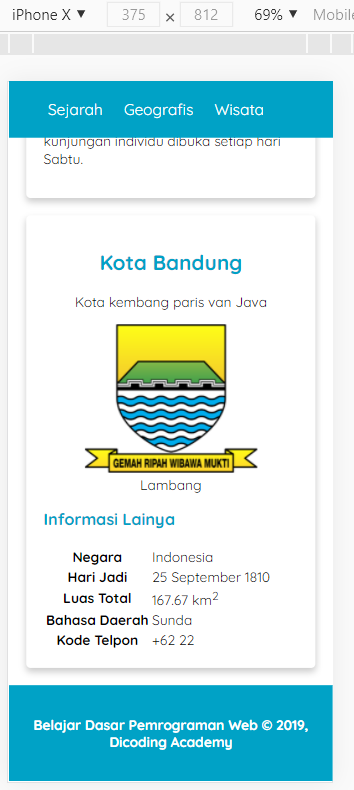 iPhone X ▼ 375 × 812 69% ▼ Mobile
Sejarah Geografis Wisata
kunjungan individu dibuka setiap hari
Sabtu.
Kota Bandung
Kota kembang paris van Java
GEMAH RIPAH WIBAWA MUKTI
Lambang
Informasi Lainya
Negara Indonesia
Hari Jadi 25 September 1810
Luas Total 167.67 km²
Bahasa Daerah Sunda
Kode Telpon +62 22
Belajar Dasar Pemrograman Web © 2019,
Dicoding Academy